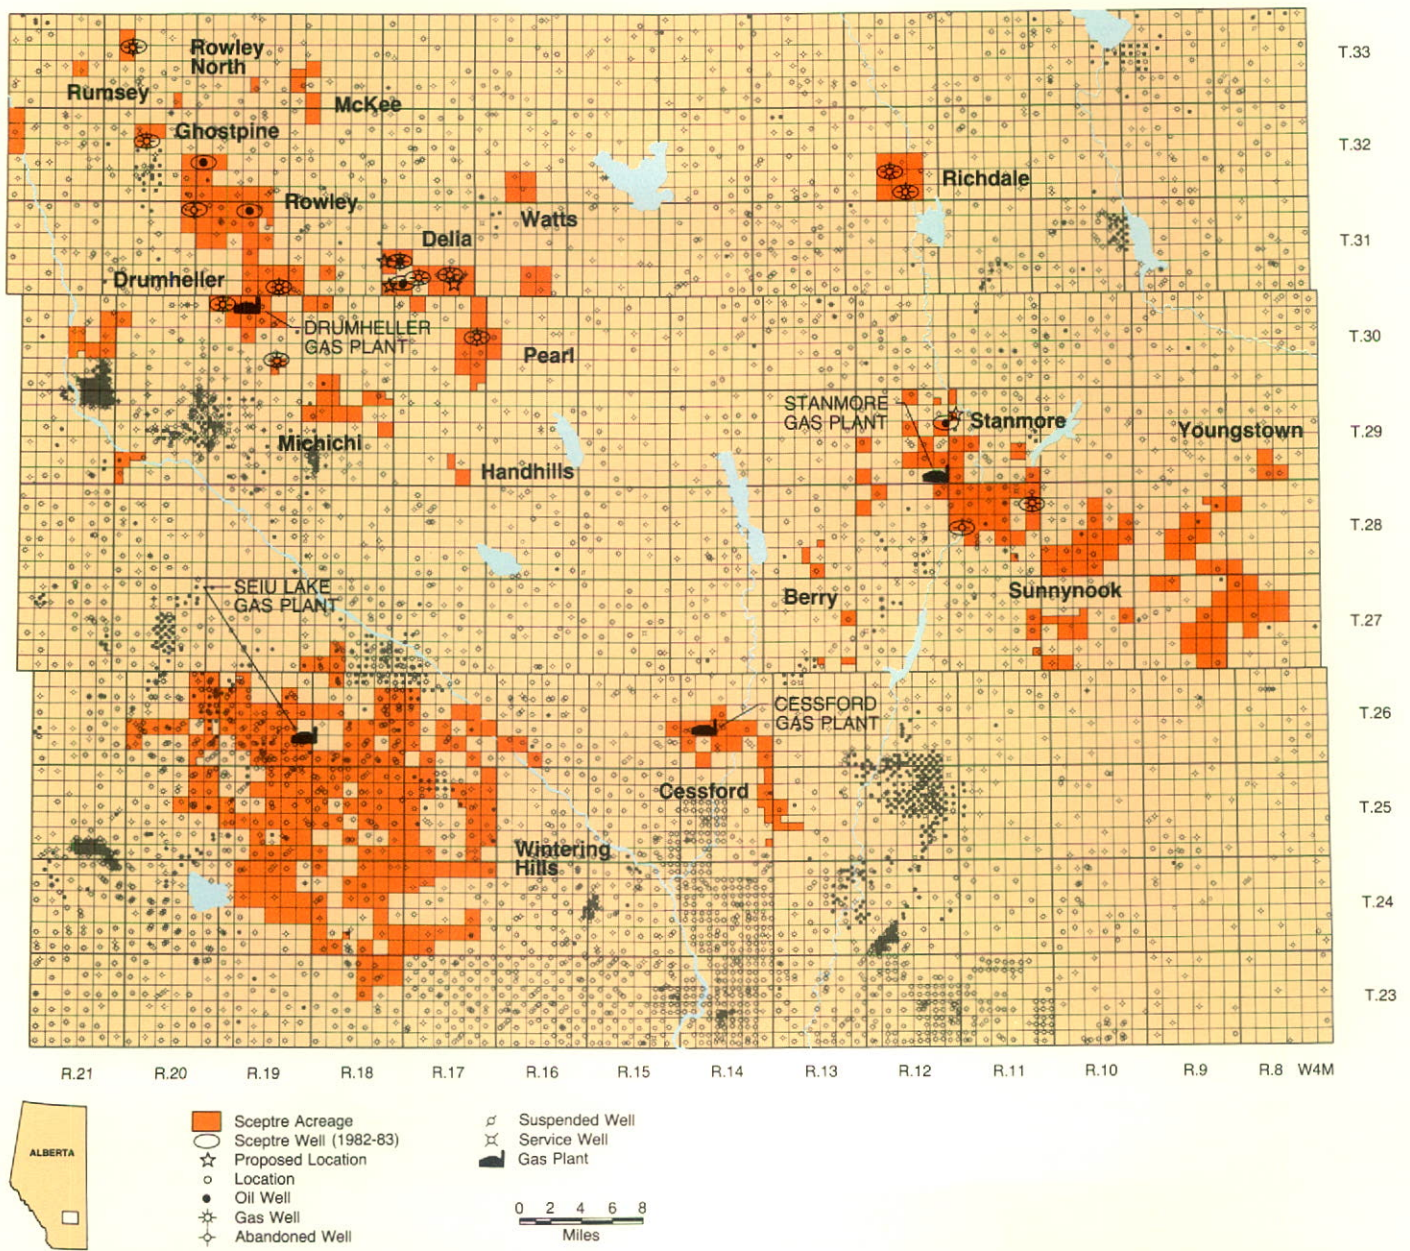 Rowley
North
T.33
Rumsey
McKee
Ghostpine
T.32
Richdale
Rowley
Watts
Delia
T.31
Drumheller
DRUMHELLER
GAS PLANT
T.30
Pearl
STANMORE
GAS PLANT
Stanmore
Youngstown
T.29
Michichi
Handhills
T.28
SEIU LAKE
GAS PLANT
Berry
Sunnynook
T.27
CESSFORD
GAS PLANT
T.26
Cessford
T.25
Wintering
Hills
T.24
T.23
R.21 R.20 R.19 R.18 R.17 R.16 R.15 R.14 R.13 R.12 R.11 R.10 R.9 R.8 W4M
ALBERTA
Sceptre Acreage
Sceptre Well (1982-83)
Proposed Location
Location
Oil Well
Gas Well
Abandoned Well
Suspended Well
Service Well
Gas Plant
0 2 4 6 8
Miles